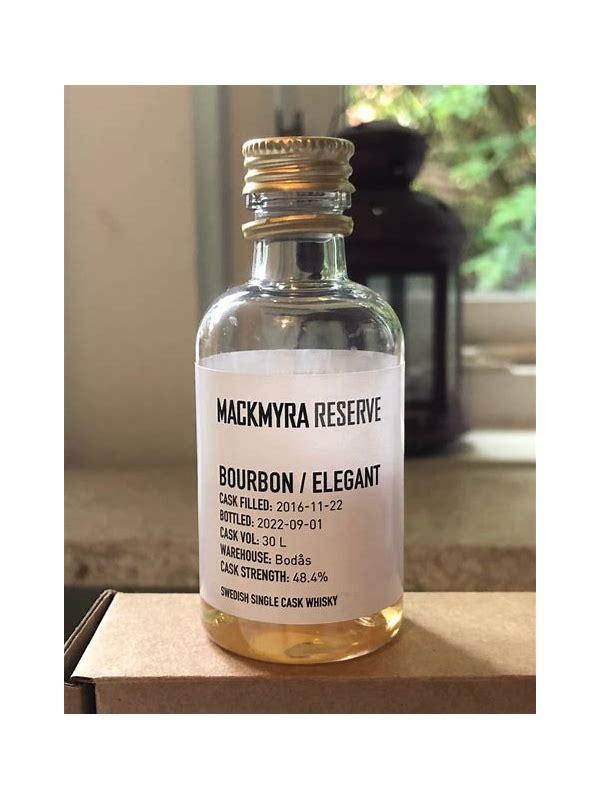 MACKMYRA RESERVE
BOURBON / ELEGANT
CASK FILLED: 2016-11-22
BOTTLED: 2022-09-01
CASK VOL: 30 L
WAREHOUSE: Bodås
CASK STRENGTH: 48.4%
SWEDISH SINGLE CASK WHISKY